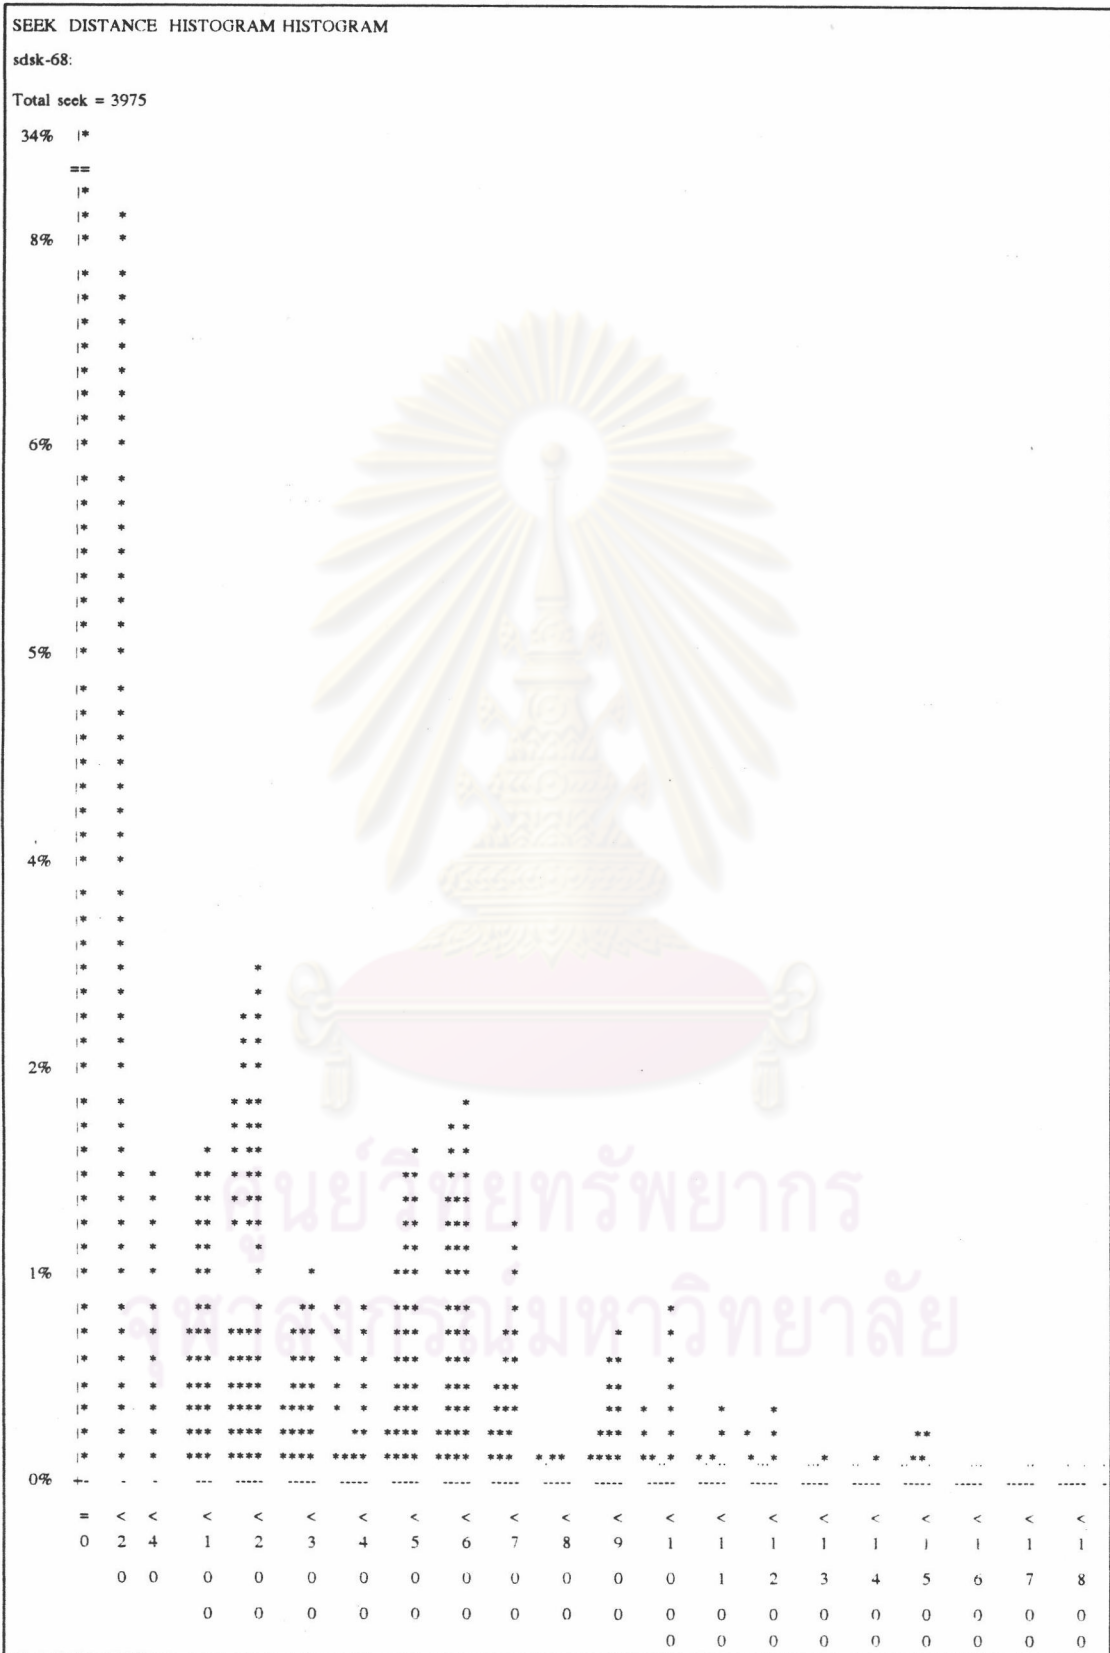 SEEK DISTANCE HISTOGRAM HISTOGRAM
sdsk-68:
Total seek = 3975
34% |*
==
|*
|* *
8% |* *
|* *
|* *
|* *
|* *
|* *
|* *
|* *
6% |* *
|* *
|* *
|* *
|* *
|* *
|* *
|* *
5% |* *
|* *
|* *
|* *
|* *
|* *
|* *
|* *
4% |* *
|* *
|* *
|* *
|* * *
|* * *
|* * * *
|* * * *
2% |* * * *
|* * * ** *
|* * * ** * *
|* * * * ** * * *
|* * * ** * ** ** * *
|* * * ** * ** ** ***
|* * * ** * ** ** *** *
|* * * ** * ** *** *
1% |* * * ** * * *** *** *
|* * * ** * ** * * *** *** * *
|* * * *** **** *** * * *** *** ** * *
|* * * *** **** *** * * *** *** ** ** *
|* * * *** **** *** * * *** *** *** ** *
|* * * *** **** **** * * *** *** *** ** * * * *
|* * * *** **** **** ** **** **** *** *** * * * * * **
|* * * *** **** **** **** **** **** *** * ** **** ** * ** * * * * **
0% +-- - - --- ----- ----- ----- ----- ----- ----- ----- ----- ----- ----- ----- ----- ----- ----- ----- ----- -----
= < < < < < < < < < < < < < < < < < < < <
0 2 4 1 2 3 4 5 6 7 8 9 1 1 1 1 1 1 1 1 1
0 0 0 0 0 0 0 0 0 0 0 0 1 2 3 4 5 6 7 8
0 0 0 0 0 0 0 0 0 0 0 0 0 0 0 0 0 0
0 0 0 0 0 0 0 0 0
ศูนย์วิทยทรัพยากร
จุฬาลงกรณ์มหาวิทยาลัย